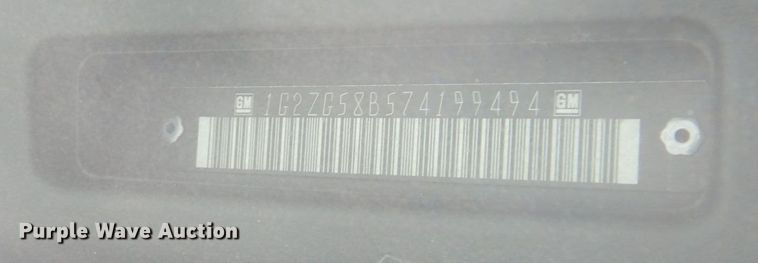 GM 1G2ZG58B574199494 GM
Purple Wave Auction